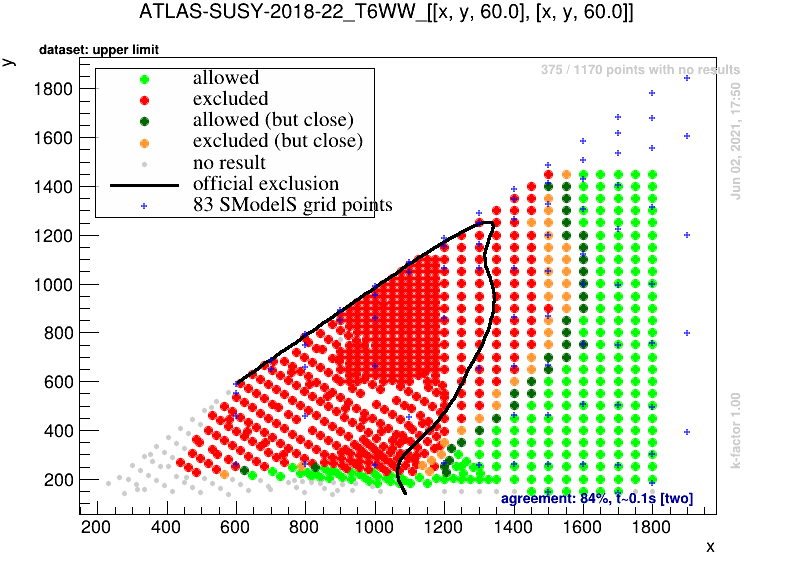 ATLAS-SUSY-2018-22_T6WW_[[x, y, 60.0], [x, y, 60.0]]
dataset: upper limit
y
375 / 1170 points with no results
allowed
excluded
allowed (but close)
excluded (but close)
no result
official exclusion
83 SModelS grid points
Jun 02, 2021, 17:50
k-factor 1.00
1800
1600
1400
1200
1000
800
600
400
200
agreement: 84%, t~0.1s [two]
200 400 600 800 1000 1200 1400 1600 1800
x